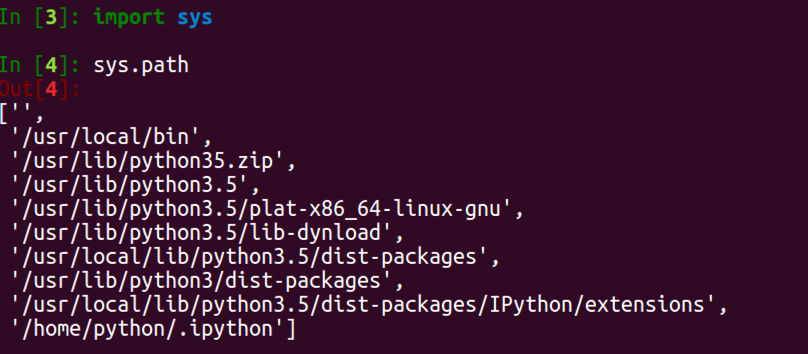 In [3]: import sys
In [4]: sys.path
Out[4]:
['',
 '/usr/local/bin',
 '/usr/lib/python35.zip',
 '/usr/lib/python3.5',
 '/usr/lib/python3.5/plat-x86_64-linux-gnu',
 '/usr/lib/python3.5/lib-dynload',
 '/usr/local/lib/python3.5/dist-packages',
 '/usr/lib/python3/dist-packages',
 '/usr/local/lib/python3.5/dist-packages/IPython/extensions',
 '/home/python/.ipython']